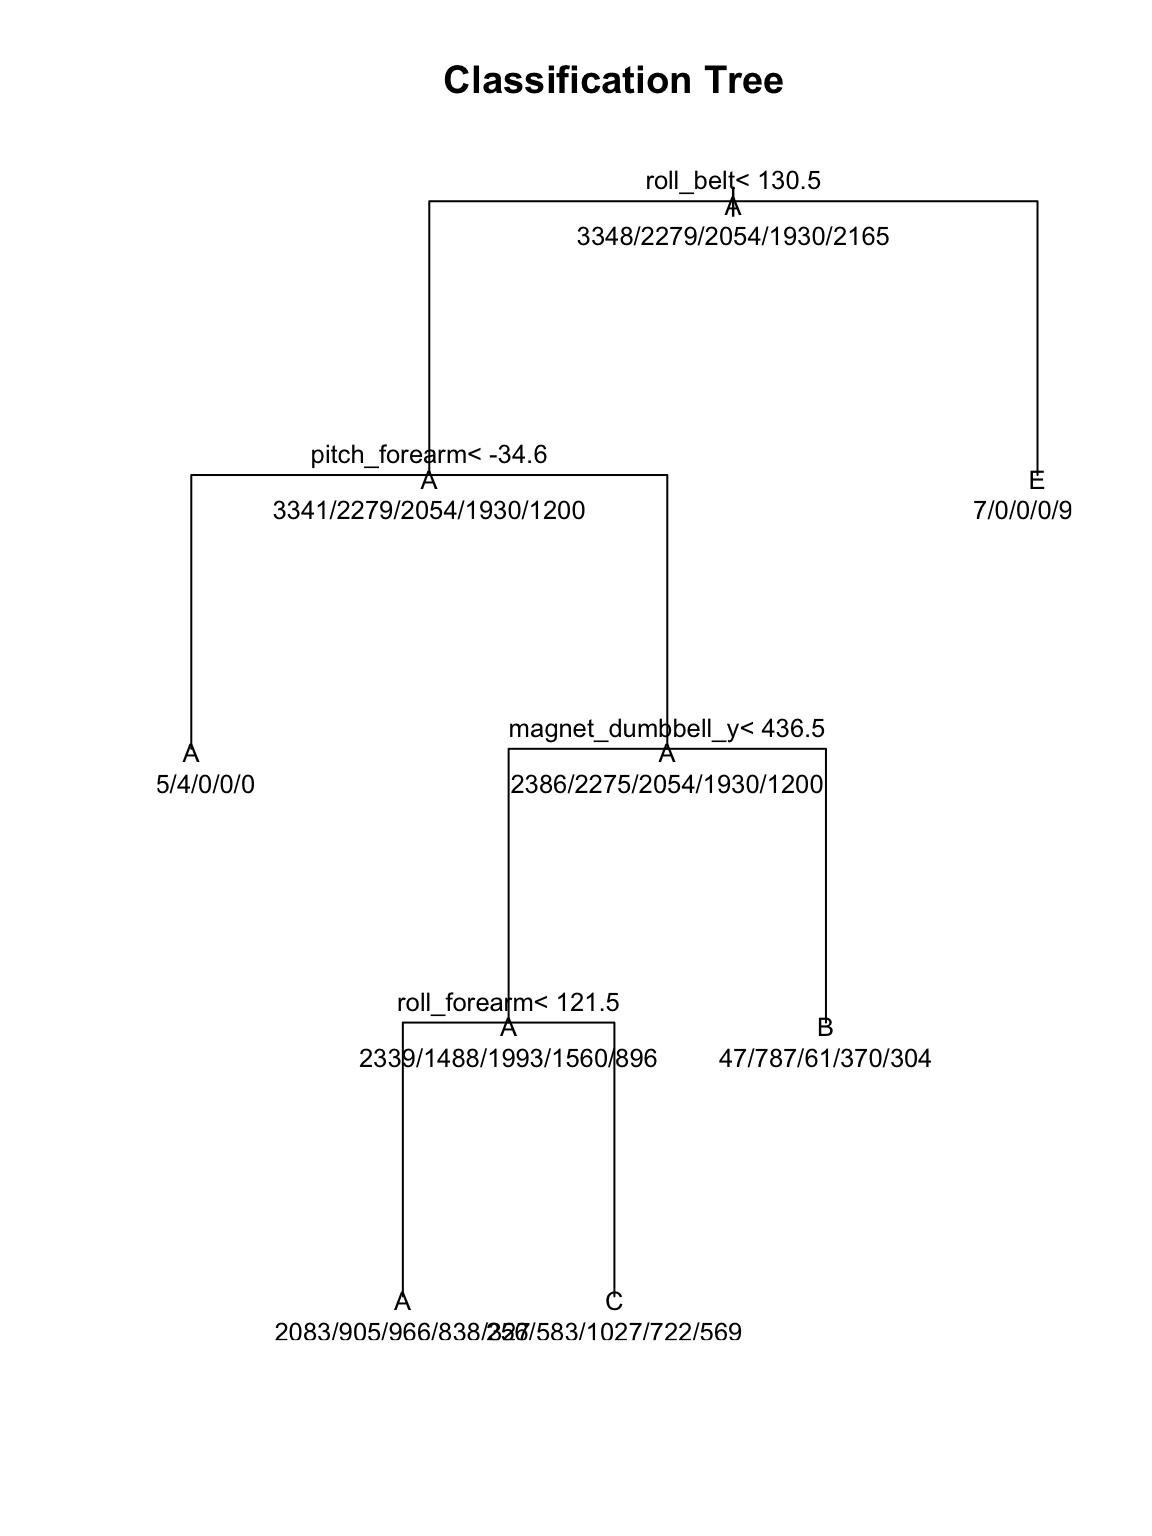 Classification Tree
roll_belt< 130.5
A
3348/2279/2054/1930/2165
pitch_forearm< -34.6
A
3341/2279/2054/1930/1200
E
7/0/0/0/9
magnet_dumbbell_y< 436.5
A
5/4/0/0/0
A
2386/2275/2054/1930/1200
roll_forearm< 121.5
A
2339/1488/1993/1560/896
B
47/787/61/370/304
A
2083/905/966/838/
C
/583/1027/722/569